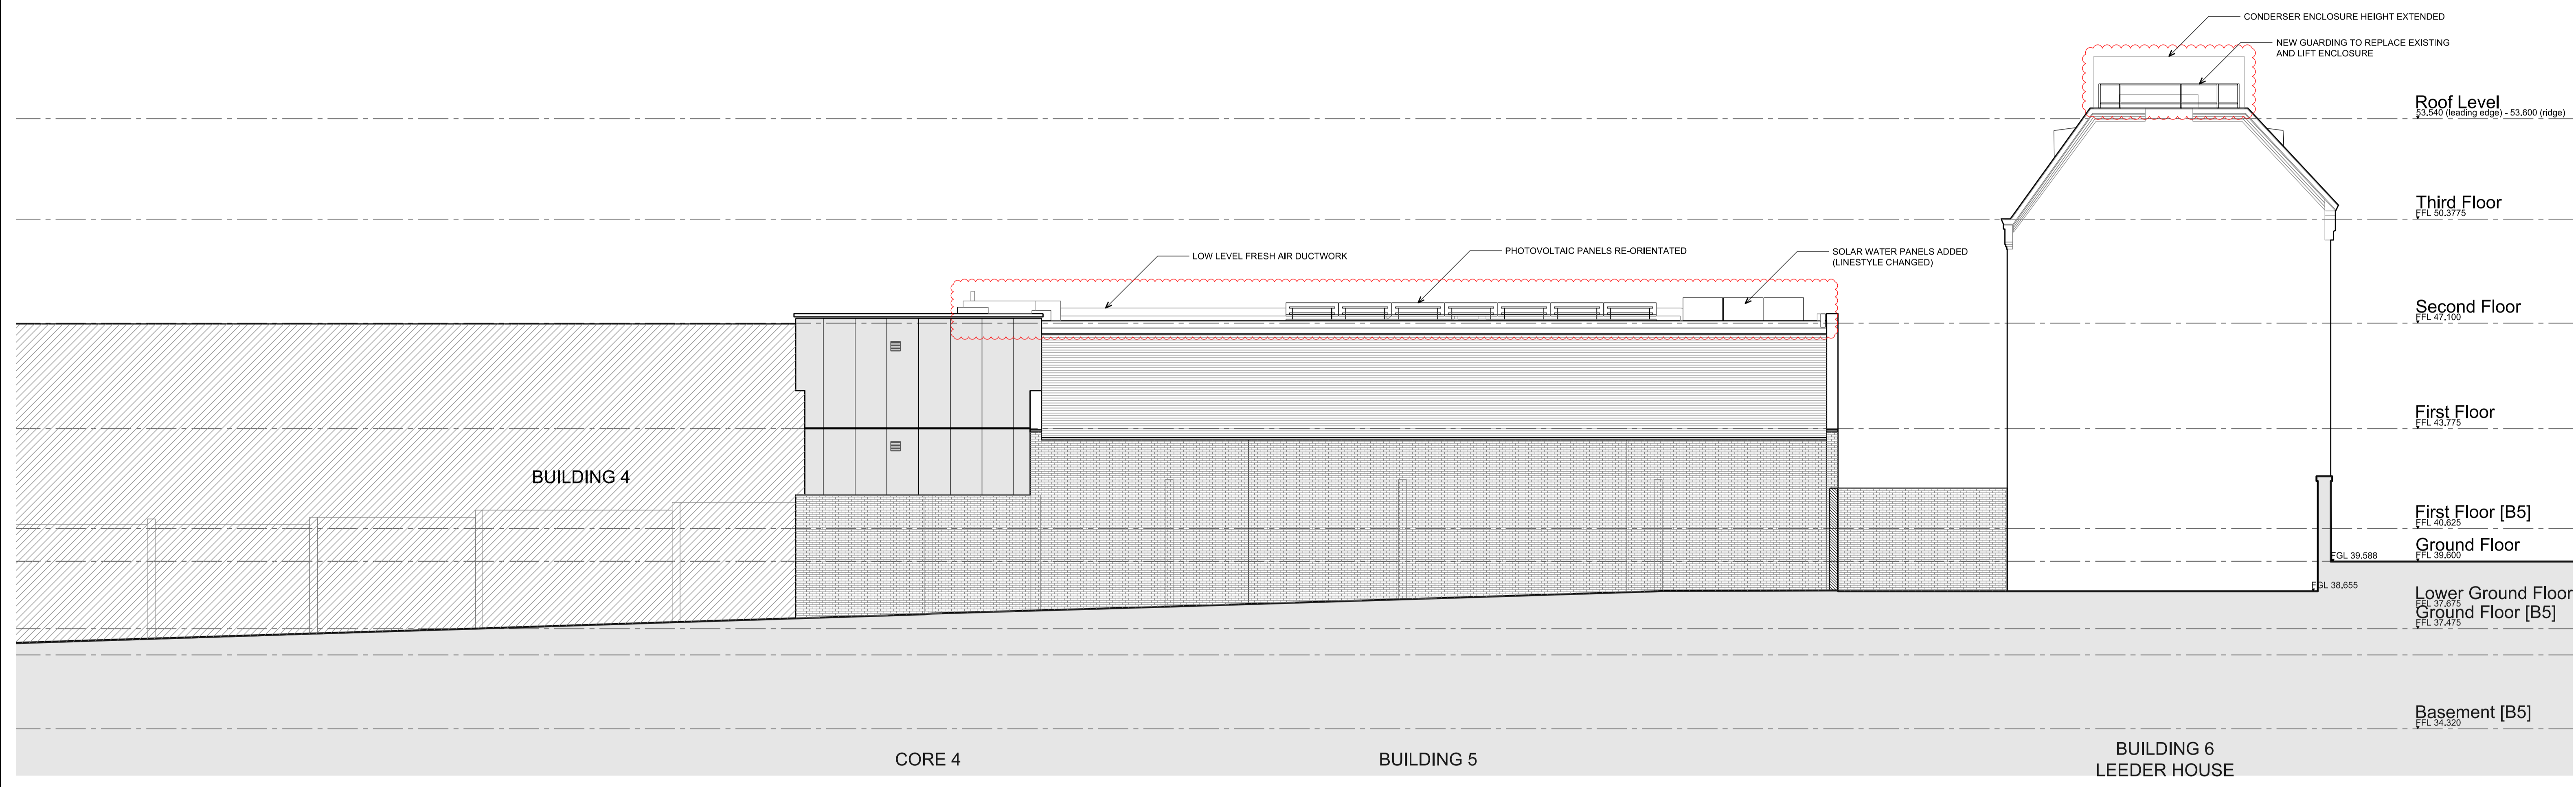 CONDERSER ENCLOSURE HEIGHT EXTENDED
NEW GUARDING TO REPLACE EXISTING
AND LIFT ENCLOSURE
Roof Level
53.540 (leading edge) - 53.600 (ridge)
Third Floor
FFL 50.3775
LOW LEVEL FRESH AIR DUCTWORK
PHOTOVOLTAIC PANELS RE-ORIENTATED
SOLAR WATER PANELS ADDED
(LINESTYLE CHANGED)
Second Floor
FFL 47.100
First Floor
FFL 43.775
BUILDING 4
First Floor [B5]
FFL 40.625
Ground Floor
FFL 39.600
FGL 39.588
FGL 38.655
Lower Ground Floor
FFL 37.675
Ground Floor [B5]
FFL 37.475
Basement [B5]
FFL 34.320
CORE 4
BUILDING 5
BUILDING 6
LEEDER HOUSE